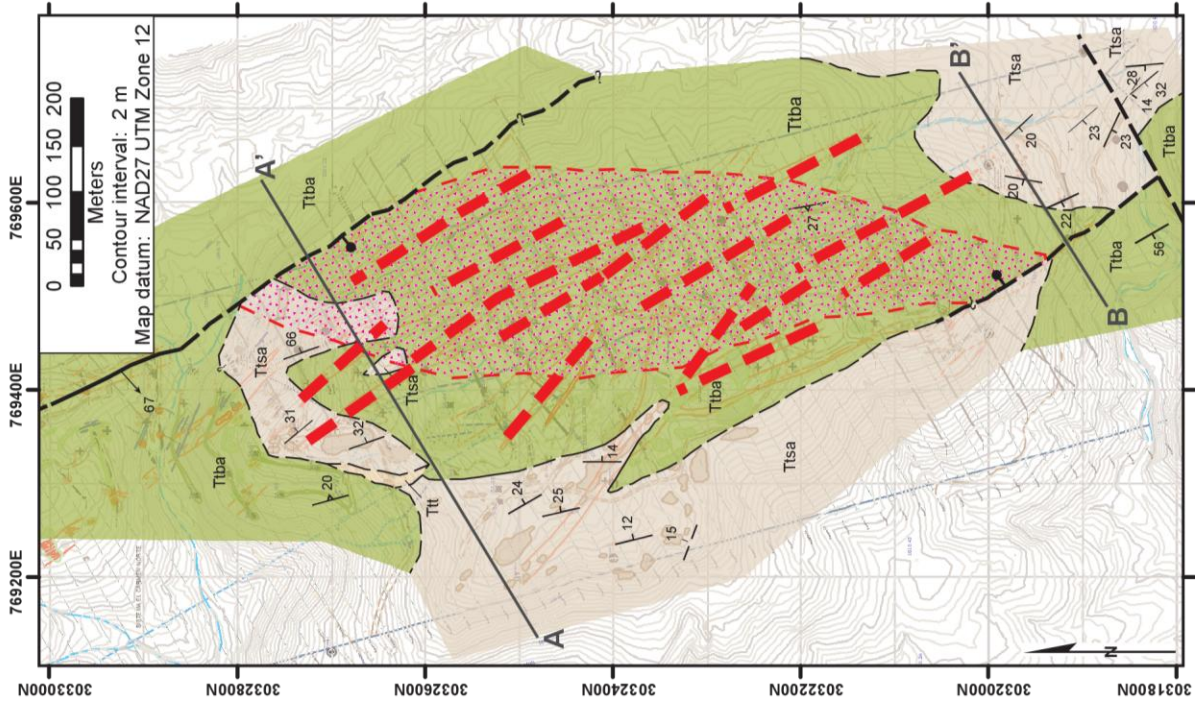 769200E
769400E
769600E
0 50 100 150 200
Meters
Contour interval: 2 m
Map datum: NAD27 UTM Zone 12
3033000N
3032800N
3032600N
3032400N
3032200N
3032000N
3031800N
67
Ttba
20
31
32
Ttsa
66
Ttsa
Ttt
A
A'
Ttba
24
25
14
12
15
Ttba
Ttsa
27
Ttba
?
?
?
B
B'
Ttsa
20
20
22
23
23
14
28
32
Ttsa
Ttba
Ttba
56
N